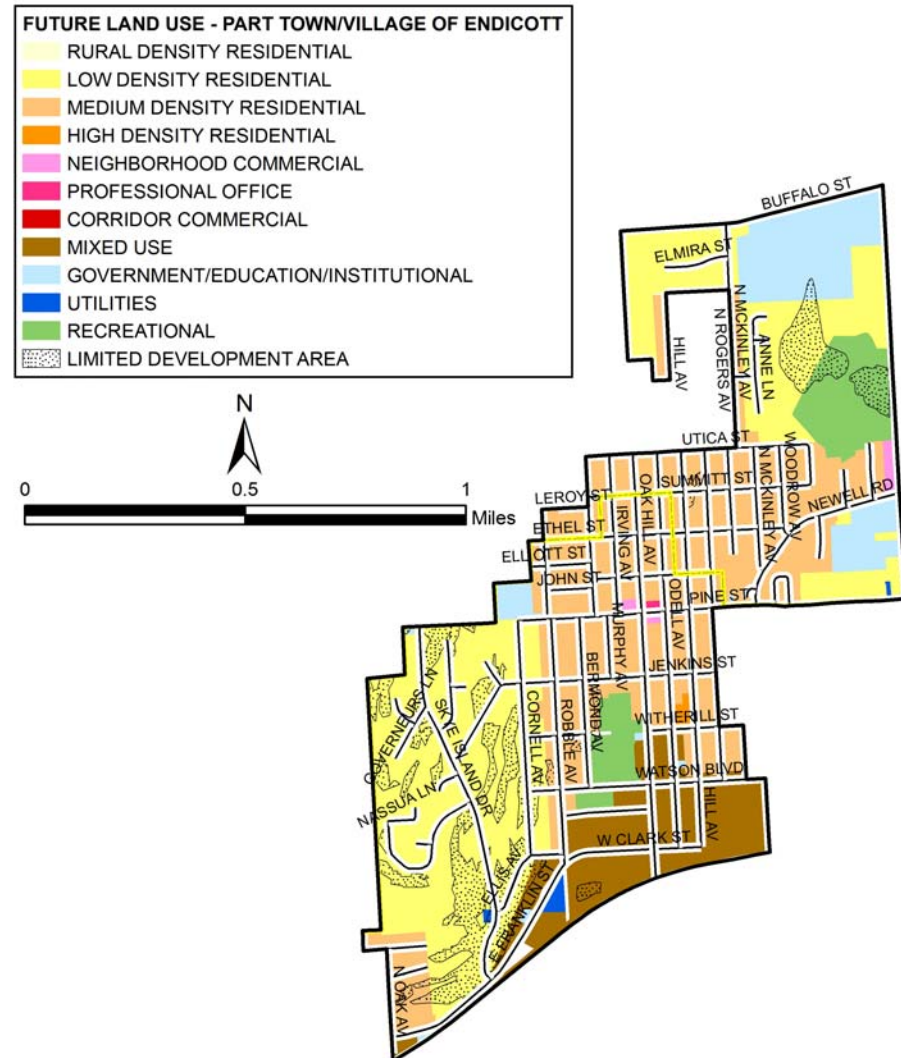 FUTURE LAND USE - PART TOWN/VILLAGE OF ENDICOTT
RURAL DENSITY RESIDENTIAL
LOW DENSITY RESIDENTIAL
MEDIUM DENSITY RESIDENTIAL
HIGH DENSITY RESIDENTIAL
NEIGHBORHOOD COMMERCIAL
PROFESSIONAL OFFICE
CORRIDOR COMMERCIAL
MIXED USE
GOVERNMENT/EDUCATION/INSTITUTIONAL
UTILITIES
RECREATIONAL
LIMITED DEVELOPMENT AREA
N
0 0.5 1
Miles
BUFFALO ST
ELMIRA ST
N MCKINLEY AV
N ROGERS AV
ANNE LN
HILL AV
UTICA ST
WOODROW AV
SUMMITT ST
OAK HILL AV
N MCKINLEY AV
NEWELL RD
LEROY ST
IRVING AV
ETHEL ST
ELLIOTT ST
JOHN ST
ODELL AV
PINE ST
MURPHY AV
JENKINS ST
BERMOND AV
GOVERNEURS LN
SKYE ISLAND DR
CORNELL AV
ROBBLE AV
WITHERILL ST
WATSON BLVD
NASSUA LN
HILL AV
W CLARK ST
ELLIS AV
E FRANKLIN ST
N OAK AV